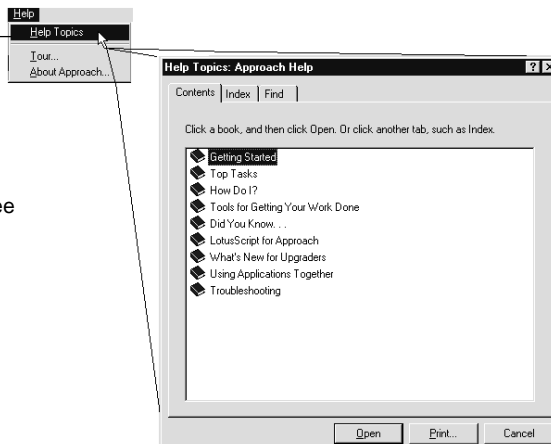 Help
Help Topics
Tour...
About Approach...
ee
Help Topics: Approach Help
Contents Index Find
Click a book, and then click Open. Or click another tab, such as Index.
Getting Started
Top Tasks
How Do I?
Tools for Getting Your Work Done
Did You Know. . .
LotusScript for Approach
What's New for Upgraders
Using Applications Together
Troubleshooting
Open Print... Cancel